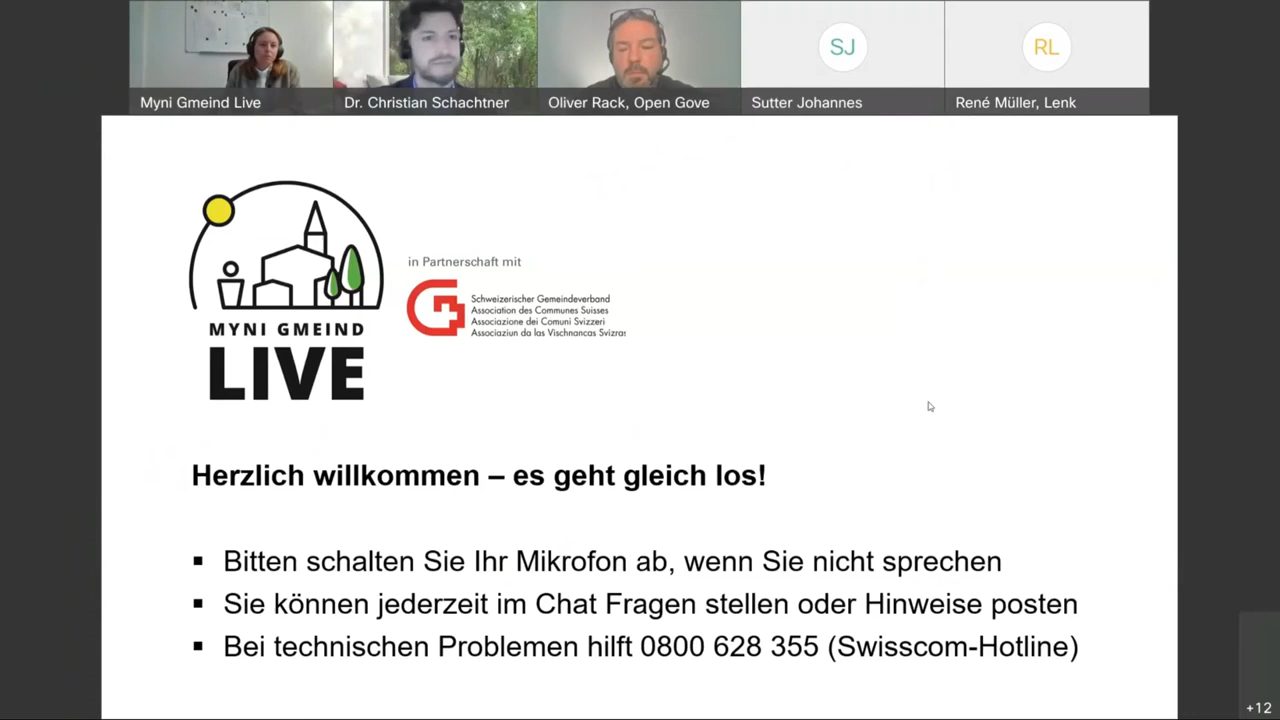 Myni Gmeind Live
Dr. Christian Schachtner
Oliver Rack, Open Gove
SJ
Sutter Johannes
RL
René Müller, Lenk
in Partnerschaft mit
Schweizerischer Gemeindeverband
Association des Communes Suisses
Associazione dei Comuni Svizzeri
Associaziun da las Vischnancas Svizras
MYNI GMEIND
LIVE
Herzlich willkommen – es geht gleich los!
▪ Bitten schalten Sie Ihr Mikrofon ab, wenn Sie nicht sprechen
▪ Sie können jederzeit im Chat Fragen stellen oder Hinweise posten
▪ Bei technischen Problemen hilft 0800 628 355 (Swisscom-Hotline)
+12